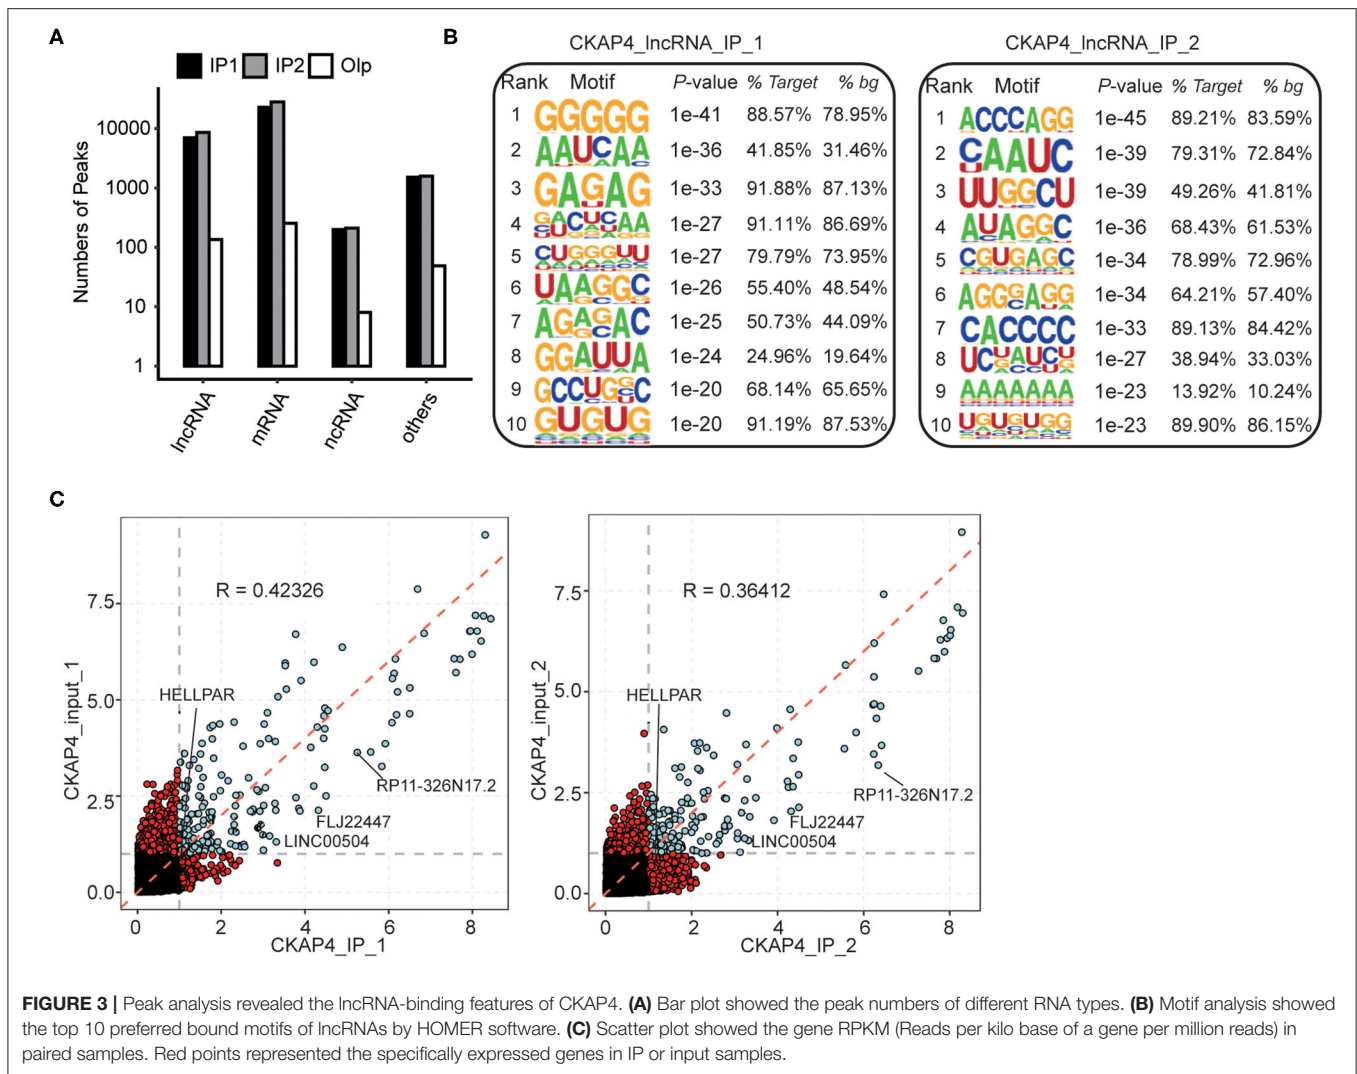 A
IP1 IP2 Olp
Numbers of Peaks
10000
1000
100
10
1
lncRNA
mRNA
ncRNA
others
B
CKAP4_lncRNA_IP_1
Rank Motif P-value % Target % bg
1 GGGGG 1e-41 88.57% 78.95%
2 AAUCAA 1e-36 41.85% 31.46%
3 GAGAG 1e-33 91.88% 87.13%
4 GACUCAA 1e-27 91.11% 86.69%
5 CUGGGUU 1e-27 79.79% 73.95%
6 UAAGGC 1e-26 55.40% 48.54%
7 AGAGAC 1e-25 50.73% 44.09%
8 GGAUUA 1e-24 24.96% 19.64%
9 GCCUGGC 1e-20 68.14% 65.65%
10 GUGUG 1e-20 91.19% 87.53%
CKAP4_lncRNA_IP_2
Rank Motif P-value % Target % bg
1 ACCCAGG 1e-45 89.21% 83.59%
2 CAAUC 1e-39 79.31% 72.84%
3 UUGGCU 1e-39 49.26% 41.81%
4 AUAGGC 1e-36 68.43% 61.53%
5 CGUGAGC 1e-34 78.99% 72.96%
6 AGGCAGG 1e-34 64.21% 57.40%
7 CACCCC 1e-33 89.13% 84.42%
8 UCUAUCU 1e-27 38.94% 33.03%
9 AAAAAAA 1e-23 13.92% 10.24%
10 UGUGUGG 1e-23 89.90% 86.15%
C
R = 0.42326
CKAP4_input_1
7.5
5.0
2.5
0.0
HELLPAR
RP11-326N17.2
FLJ22447
LINC00504
0 2 4 6 8
CKAP4_IP_1
R = 0.36412
CKAP4_input_2
7.5
5.0
2.5
0.0
HELLPAR
RP11-326N17.2
FLJ22447
LINC00504
0 2 4 6 8
CKAP4_IP_2
FIGURE 3 | Peak analysis revealed the lncRNA-binding features of CKAP4. (A) Bar plot showed the peak numbers of different RNA types. (B) Motif analysis showed
the top 10 preferred bound motifs of lncRNAs by HOMER software. (C) Scatter plot showed the gene RPKM (Reads per kilo base of a gene per million reads) in
paired samples. Red points represented the specifically expressed genes in IP or input samples.